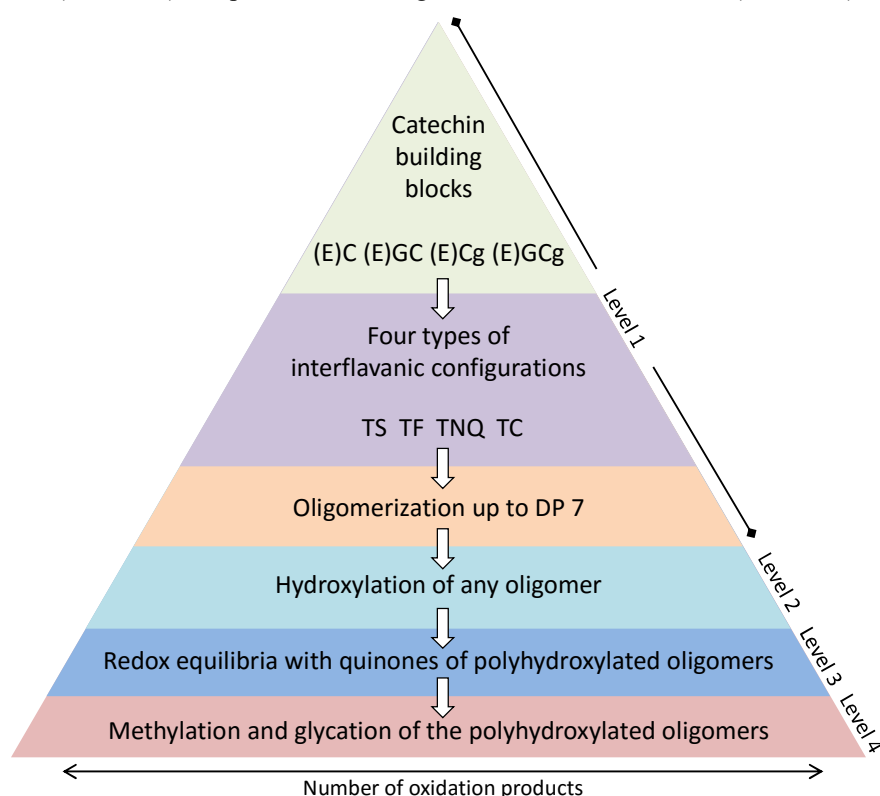 Catechin
building
blocks
(E)C (E)GC (E)Cg (E)GCg
Level 1
Four types of
interflavanic configurations
TS TF TNQ TC
Oligomerization up to DP 7
Hydroxylation of any oligomer
Level 2
Redox equilibria with quinones of polyhydroxylated oligomers
Level 3
Methylation and glycation of the polyhydroxylated oligomers
Level 4
Number of oxidation products